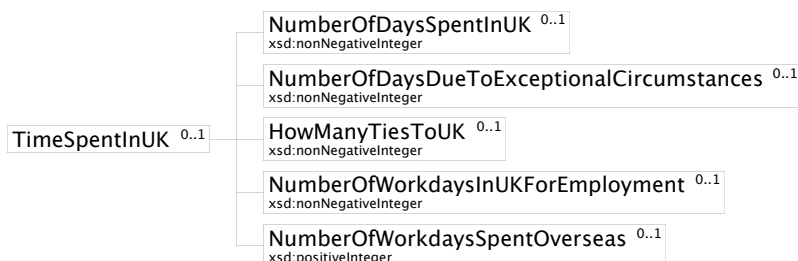 NumberOfDaysSpentInUK 0..1
xsd:nonNegativeInteger
NumberOfDaysDueToExceptionalCircumstances 0..1
xsd:nonNegativeInteger
TimeSpentInUK 0..1
HowManyTiesToUK 0..1
xsd:nonNegativeInteger
NumberOfWorkdaysInUKForEmployment 0..1
xsd:nonNegativeInteger
NumberOfWorkdaysSpentOverseas 0..1
xsd:positiveInteger